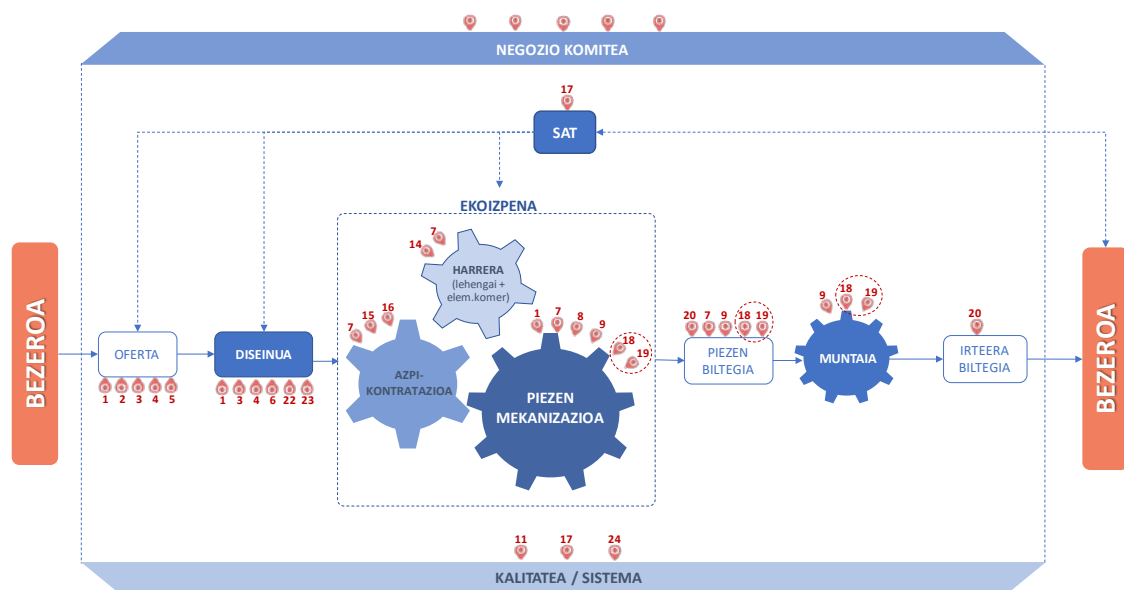 NEGOZIO KOMITEA
17
SAT
EKOIZPENA
7
14
HARRERA
(lehengai +
elem.komer)
BEZEROA
OFERTA
1 2 3 4 5
DISEINUA
1 3 4 6 22 23
7 15 16
AZPI-
KONTRATAZIOA
1 7 8 9 18 19
PIEZEN
MEKANIZAZIOA
20 7 9 18 19
PIEZEN
BILTEGIA
9 18 19
MUNTAIA
20
IRTEERA
BILTEGIA
BEZEROA
11 17 24
KALITATEA / SISTEMA